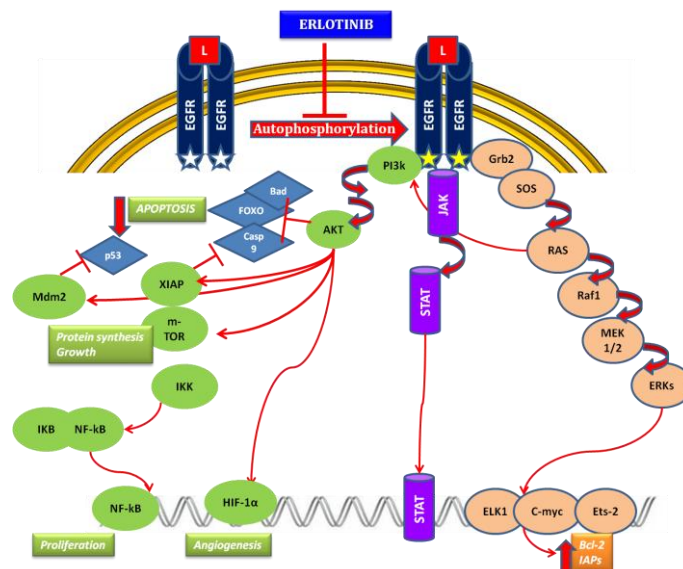 ERLOTINIB
L
L
EGFR
EGFR
EGFR
EGFR
Autophosphorylation
PI3k
Grb2
SOS
Bad
JAK
APOPTOSIS
FOXO
AKT
RAS
p53
Casp
9
XIAP
Mdm2
Raf1
STAT
m-
TOR
Protein synthesis
Growth
MEK
1/2
IKK
ERKs
IKB
NF-kB
NF-kB
HIF-1α
STAT
ELK1
C-myc
Ets-2
Proliferation
Angiogenesis
Bcl-2
IAPs